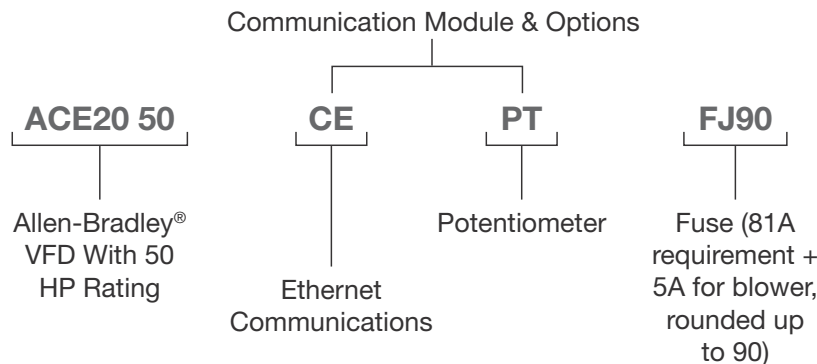 Communication Module & Options
ACE20 50
CE
PT
FJ90
Allen-Bradley®
VFD With 50
HP Rating
Ethernet
Communications
Potentiometer
Fuse (81A
requirement +
5A for blower,
rounded up
to 90)